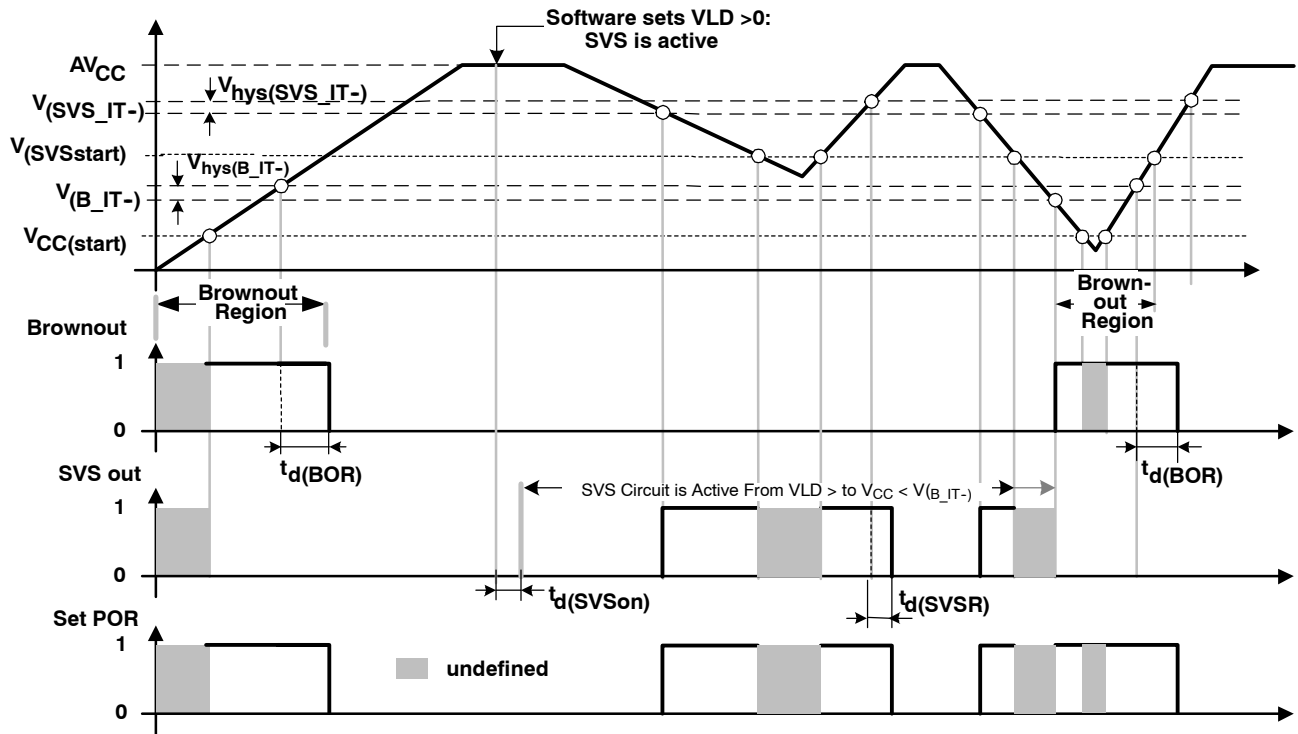 Software sets VLD >0:
SVS is active
AVCC
Vhys(SVS_IT-)
V(SVS_IT-)
V(SVSstart)
Vhys(B_IT-)
V(B_IT-)
VCC(start)
Brownout
Region
Brown-
out
Region
Brownout
1
0
td(BOR)
td(BOR)
SVS out
SVS Circuit is Active From VLD > to VCC < V(B_IT-)
1
0
td(SVSon)
td(SVSR)
Set POR
1
undefined
0